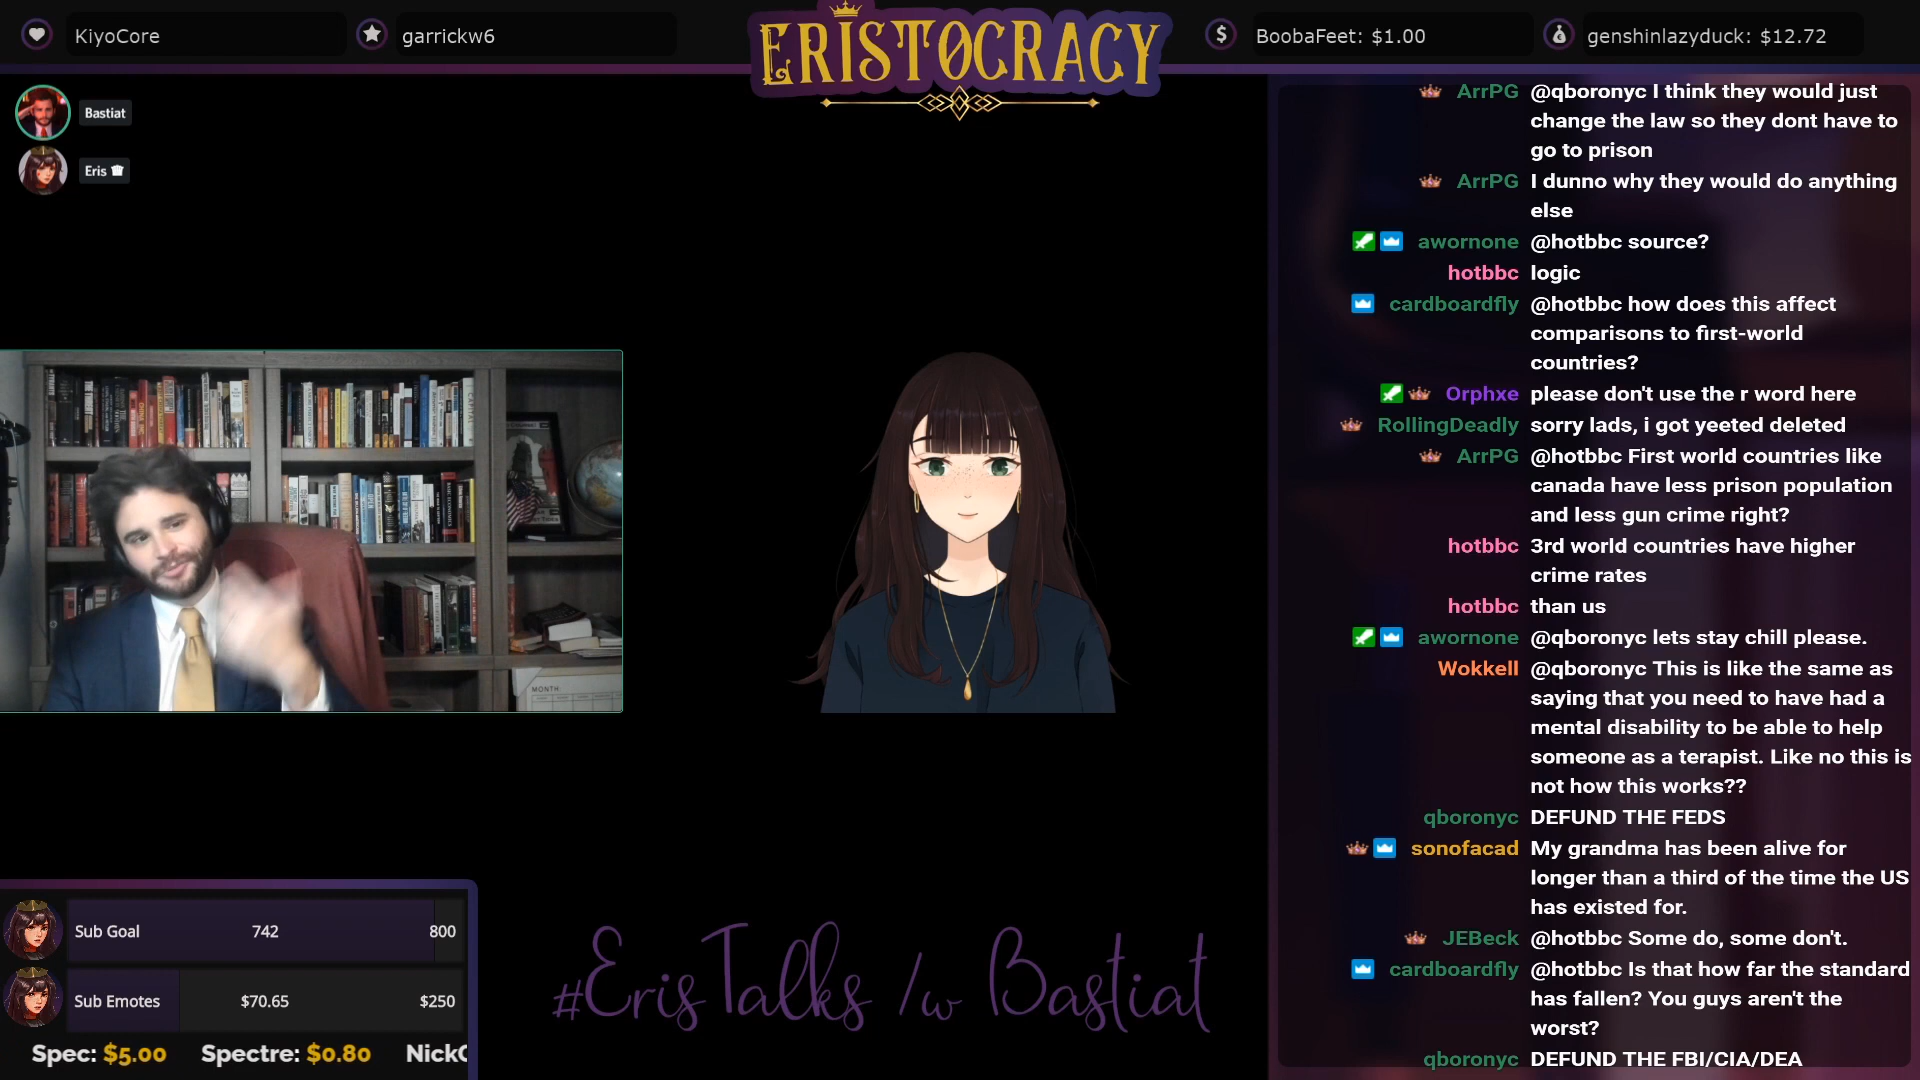 KiyoCore
garrickw6
ERISTOCRACY
BoobaFeet: $1.00
genshinlazyduck: $12.72
Bastiat
Eris
MONTH:
ArrPG @qboronyc I think they would just
change the law so they dont have to
go to prison
ArrPG I dunno why they would do anything
else
awornone @hotbbc source?
hotbbc logic
cardboardfly @hotbbc how does this affect
comparisons to first-world
countries?
Orphxe please don't use the r word here
RollingDeadly sorry lads, i got yeeted deleted
ArrPG @hotbbc First world countries like
canada have less prison population
and less gun crime right?
hotbbc 3rd world countries have higher
crime rates
hotbbc than us
awornone @qboronyc lets stay chill please.
Wokkell @qboronyc This is like the same as
saying that you need to have had a
mental disability to be able to help
someone as a terapist. Like no this is
not how this works??
qboronyc DEFUND THE FEDS
sonofacad My grandma has been alive for
longer than a third of the time the US
has existed for.
JEBeck @hotbbc Some do, some don't.
cardboardfly @hotbbc Is that how far the standard
has fallen? You guys aren't the
worst?
qboronyc DEFUND THE FBI/CIA/DEA
Sub Goal 742 800
Sub Emotes $70.65 $250
Spec: $5.00 Spectre: $0.80 NickC
#ErisTalks /w Bastiat